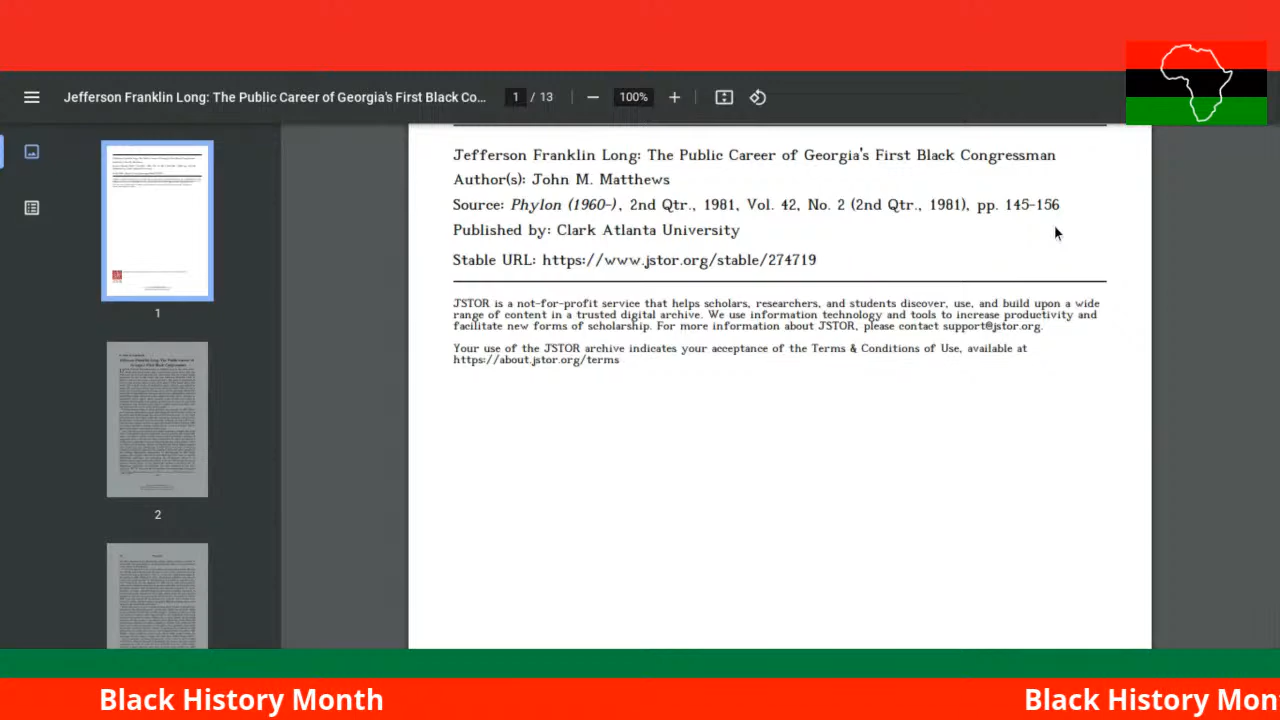 Jefferson Franklin Long: The Public Career of Georgia's First Black Co...
1 / 13
100%
Jefferson Franklin Long: The Public Career of Georgia's First Black Congressman
Author(s): John M. Matthews
Source: Phylon (1960-), 2nd Qtr., 1981, Vol. 42, No. 2 (2nd Qtr., 1981), pp. 145-156
Published by: Clark Atlanta University
Stable URL: https://www.jstor.org/stable/274719
JSTOR is a not-for-profit service that helps scholars, researchers, and students discover, use, and build upon a wide
range of content in a trusted digital archive. We use information technology and tools to increase productivity and
facilitate new forms of scholarship. For more information about JSTOR, please contact support@jstor.org.
Your use of the JSTOR archive indicates your acceptance of the Terms & Conditions of Use, available at
https://about.jstor.org/terms
1
2
Black History Month
Black History Mon